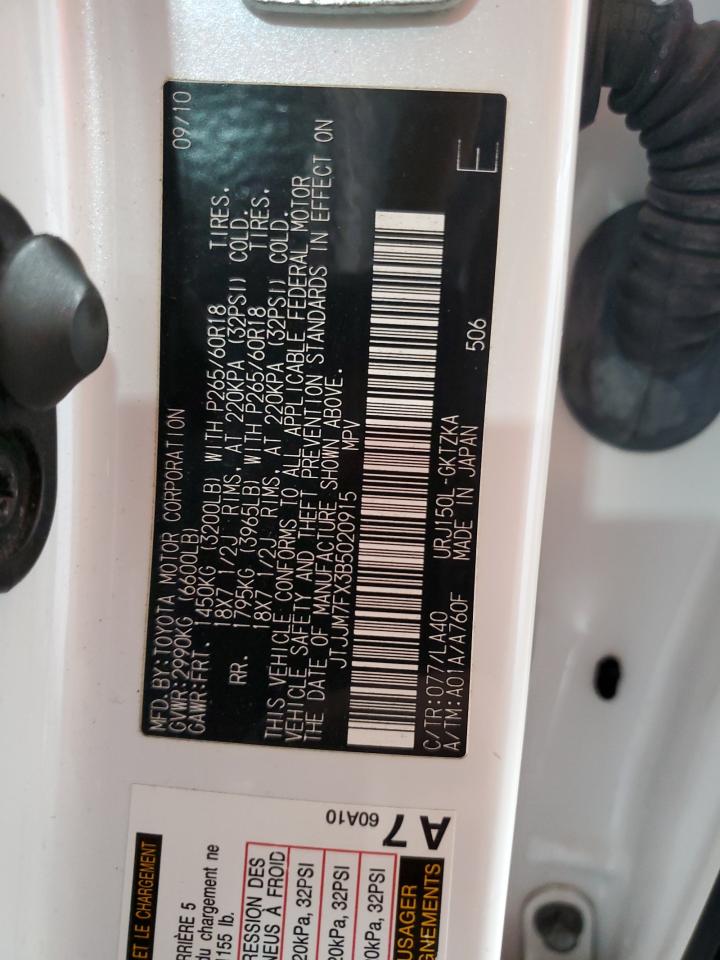 MFD.BY:TOYOTA MOTOR CORPORATION 09/10
GVWR:2990KG (6600LB)
GAWR:FRT. 1450KG (3200LB) WITH P265/60R18 TIRES,
18X7 1/2J RIMS, AT 220KPA (32PSI) COLD.
RR. 1795KG (3965LB) WITH P265/60R18 TIRES,
18X7 1/2J RIMS, AT 220KPA (32PSI) COLD.
THIS VEHICLE CONFORMS TO ALL APPLICABLE FEDERAL MOTOR
VEHICLE SAFETY AND THEFT PREVENTION STANDARDS IN EFFECT ON
THE DATE OF MANUFACTURE SHOWN ABOVE.
JTJJM7FX3B5020915 MPV
C/TR:077/LA40 URJ150L-GKTZKA 506
A/TM:A01A/A760F MADE IN JAPAN
E
ET LE CHARGEMENT
RRIÈRE 5
du chargement ne
1155 lb.
RESSION DES
NEUS À FROID
20kPa, 32PSI
20kPa, 32PSI
0kPa, 32PSI
USAGER
GNEMENTS
60A10
A7